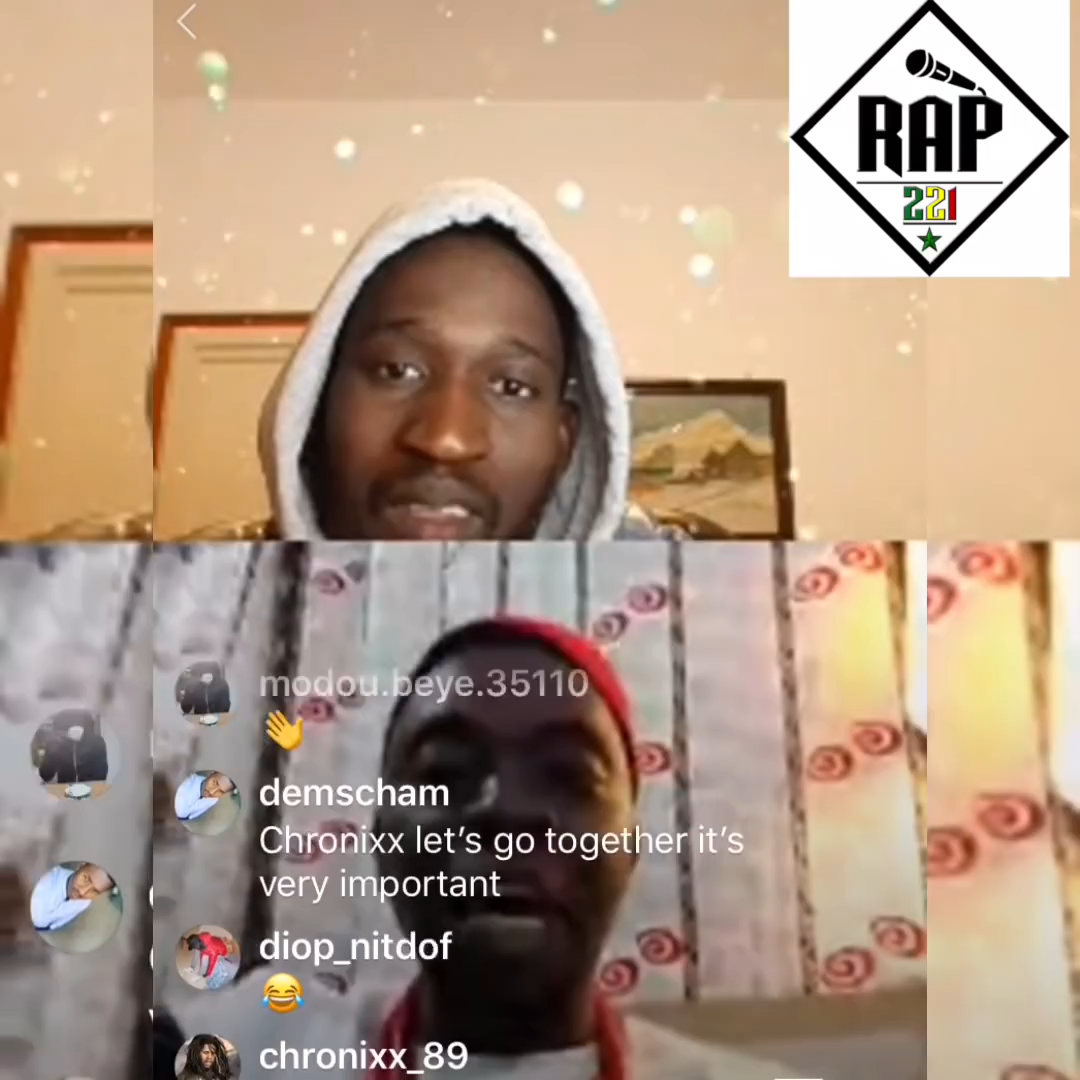 RAP
221
modou.beye.35110
👋
demscham
Chronixx let's go together it's
very important
diop_nitdof
😂
chronixx_89